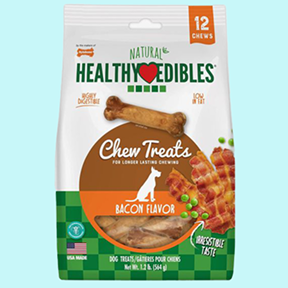 Nylabone
12
CHEWS
NATURAL
HEALTHY EDIBLES
HIGHLY
DIGESTIBLE
LOW
IN FAT
Chew Treats
FOR LONGER LASTING CHEWING
BACON FLAVOR
IRRESISTIBLE
TASTE
USA MADE
DOG TREATS/GÂTERIES POUR CHIENS
Net Wt. 1.2 lb. (564 g)